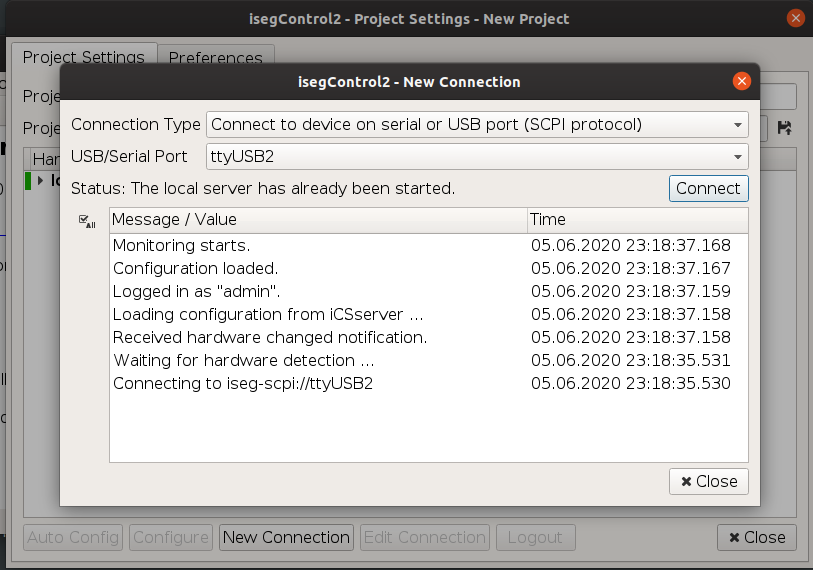 isegControl2 - Project Settings - New Project
Project Settings Preferences
isegControl2 - New Connection
Connection Type Connect to device on serial or USB port (SCPI protocol)
USB/Serial Port ttyUSB2
Status: The local server has already been started.
Connect
All Message / Value Time
Monitoring starts. 05.06.2020 23:18:37.168
Configuration loaded. 05.06.2020 23:18:37.167
Logged in as "admin". 05.06.2020 23:18:37.159
Loading configuration from iCSserver ... 05.06.2020 23:18:37.158
Received hardware changed notification. 05.06.2020 23:18:37.158
Waiting for hardware detection ... 05.06.2020 23:18:35.531
Connecting to iseg-scpi://ttyUSB2 05.06.2020 23:18:35.530
Close
Auto Config Configure New Connection Edit Connection Logout Close